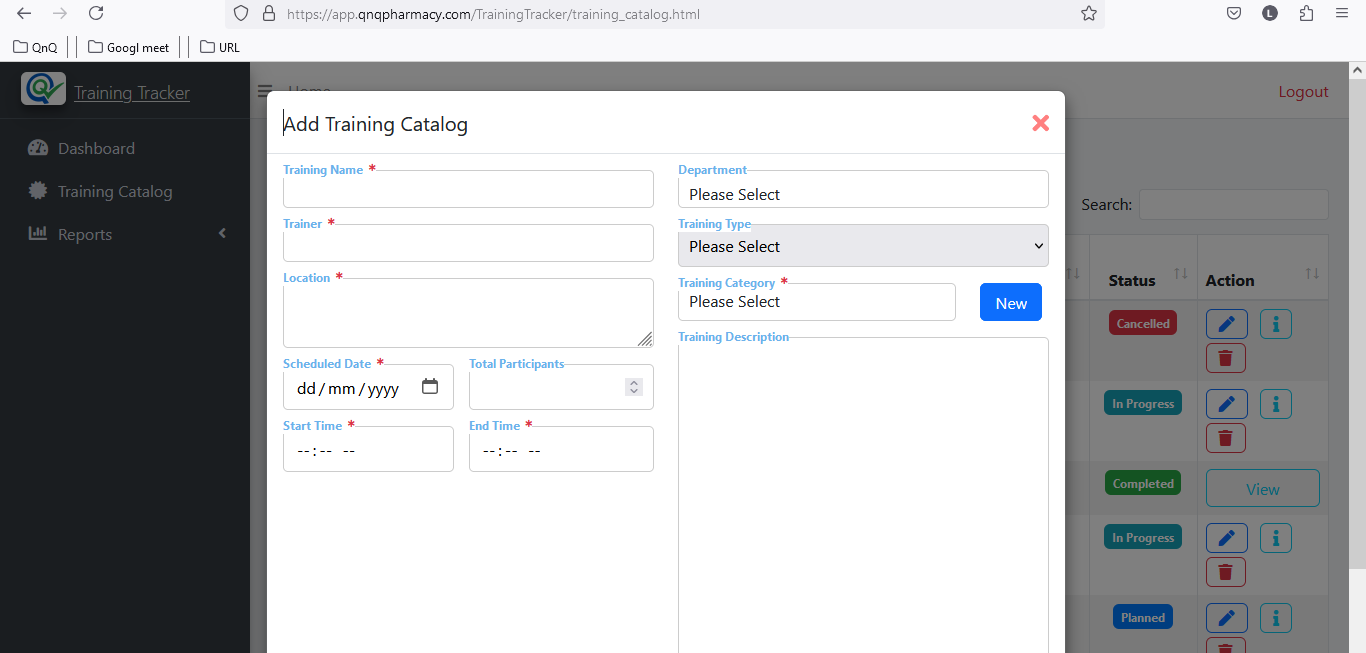 https://app.qnqpharmacy.com/TrainingTracker/training_catalog.html
L
QnQ
Googl meet
URL
Training Tracker
Home
Logout
Dashboard
Training Catalog
Reports
Add Training Catalog
Training Name *
Department
Please Select
Trainer *
Training Type
Please Select
Location *
Training Category *
Please Select
New
Training Description
Scheduled Date *
dd/mm/yyyy
Total Participants
Start Time *
--:-- --
End Time *
--:-- --
Search:
Status
Action
Cancelled
In Progress
Completed
View
In Progress
Planned